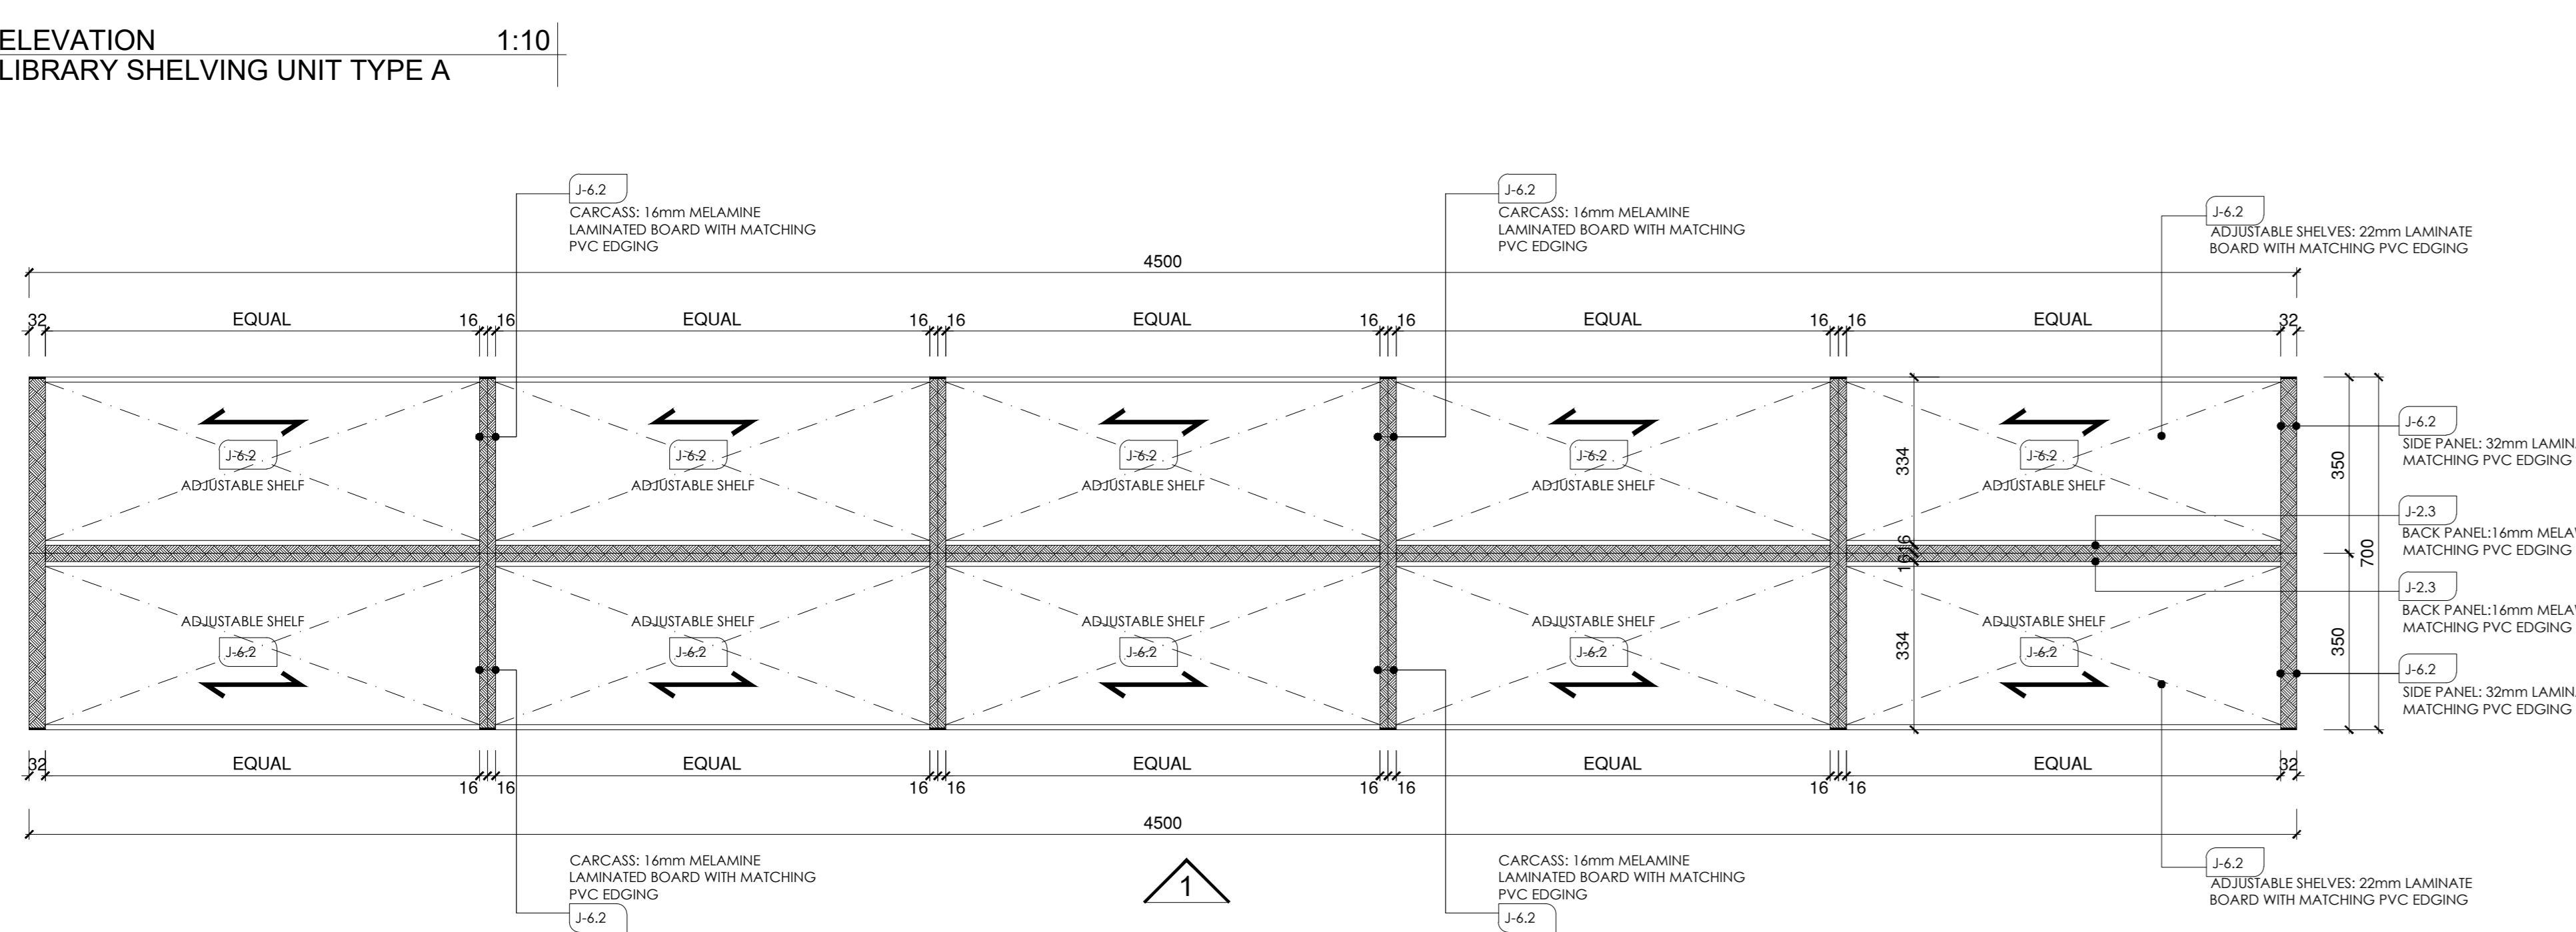 ELEVATION 1:10
LIBRARY SHELVING UNIT TYPE A
J-6.2
CARCASS: 16mm MELAMINE
LAMINATED BOARD WITH MATCHING
PVC EDGING
J-6.2
CARCASS: 16mm MELAMINE
LAMINATED BOARD WITH MATCHING
PVC EDGING
J-6.2
ADJUSTABLE SHELVES: 22mm LAMINATE
BOARD WITH MATCHING PVC EDGING
4500
32 EQUAL 16 16 EQUAL 16 16 EQUAL 16 16 EQUAL 16 16 EQUAL 32
J-6.2 J-6.2 J-6.2 J-6.2 J-6.2
ADJUSTABLE SHELF ADJUSTABLE SHELF ADJUSTABLE SHELF ADJUSTABLE SHELF ADJUSTABLE SHELF
334
350
J-6.2
SIDE PANEL: 32mm
MATCHING PVC EDGING
J-2.3
BACK PANEL:16mm
MATCHING PVC EDGING
16
16
700
J-2.3
BACK PANEL:16mm
MATCHING PVC EDGING
ADJUSTABLE SHELF ADJUSTABLE SHELF ADJUSTABLE SHELF ADJUSTABLE SHELF ADJUSTABLE SHELF
J-6.2 J-6.2 J-6.2 J-6.2 J-6.2
334
350
J-6.2
SIDE PANEL: 32mm
MATCHING PVC EDGING
32 EQUAL 16 16 EQUAL 16 16 EQUAL 16 16 EQUAL 16 16 EQUAL 32
4500
CARCASS: 16mm MELAMINE
LAMINATED BOARD WITH MATCHING
PVC EDGING
J-6.2
1
CARCASS: 16mm MELAMINE
LAMINATED BOARD WITH MATCHING
PVC EDGING
J-6.2
J-6.2
ADJUSTABLE SHELVES: 22mm LAMINATE
BOARD WITH MATCHING PVC EDGING